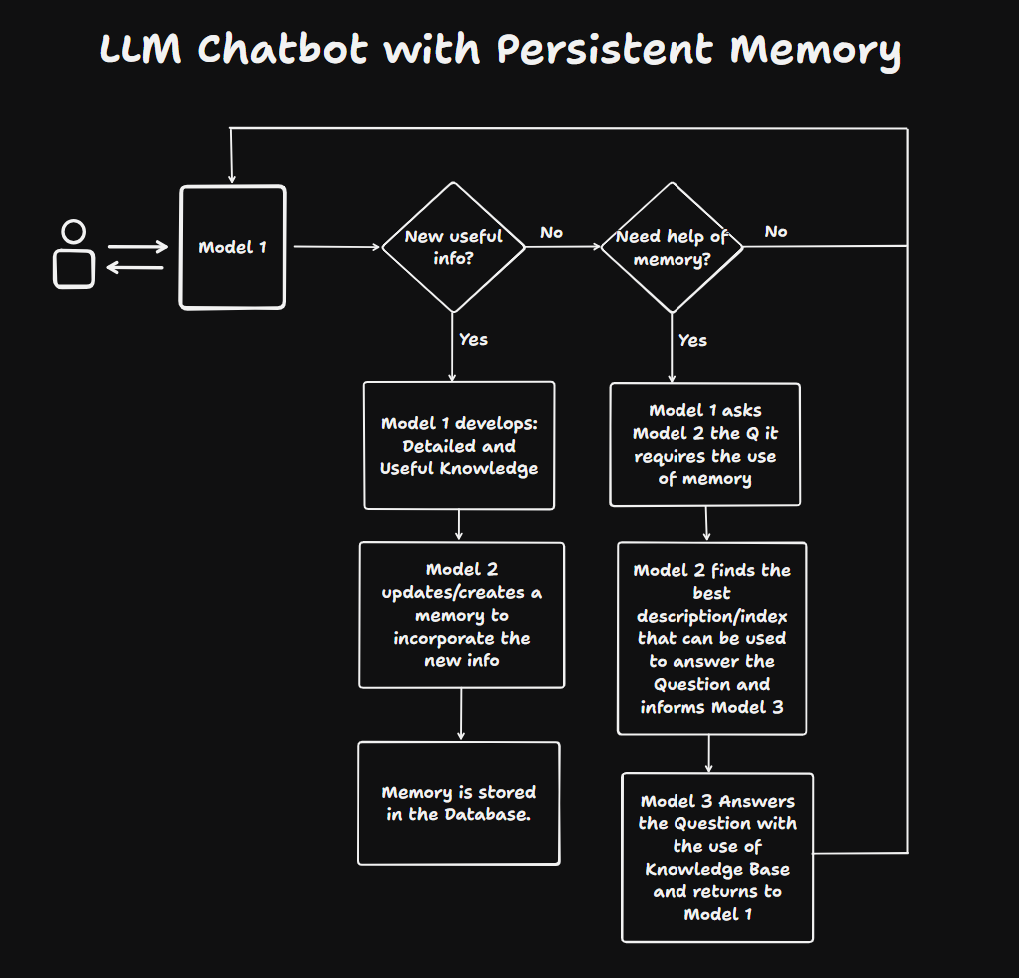 LLM Chatbot with Persistent Memory
Model 1
New useful
info?
No
Need help of
memory?
No
Yes
Yes
Model 1 develops:
Detailed and
Useful Knowledge
Model 1 asks
Model 2 the Q it
requires the use
of memory
Model 2
updates/creates a
memory to
incorporate the
new info
Model 2 finds the
best
description/index
that can be used
to answer the
Question and
informs Model 3
Memory is stored
in the Database.
Model 3 Answers
the Question with
the use of
Knowledge Base
and returns to
Model 1